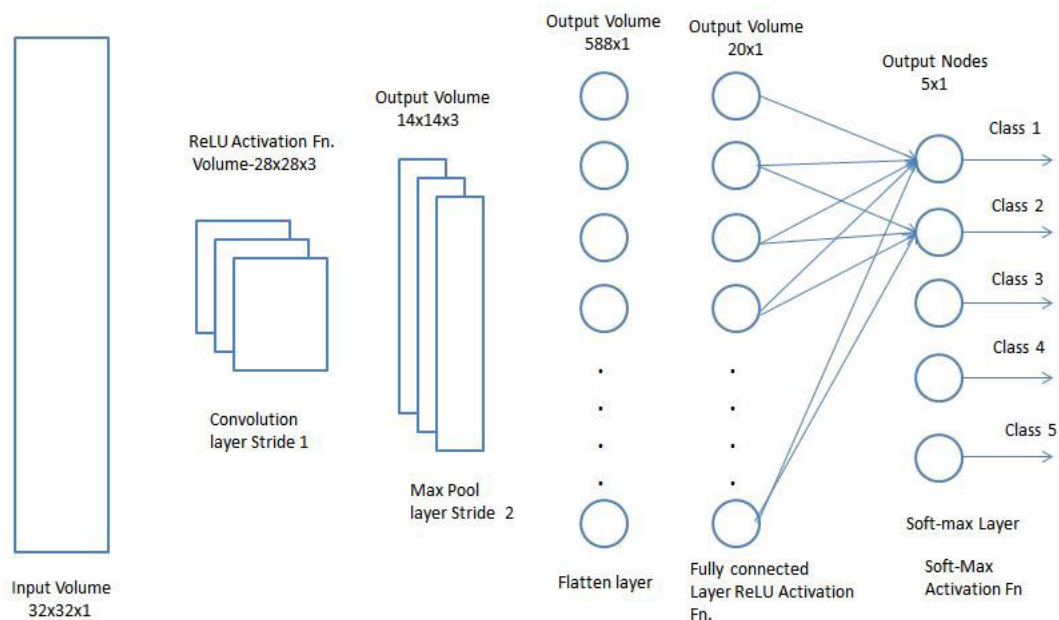 Input Volume
32x32x1
ReLU Activation Fn.
Volume-28x28x3
Convolution
layer Stride 1
Output Volume
14x14x3
Max Pool
layer Stride 2
Output Volume
588x1
Flatten layer
Output Volume
20x1
Fully connected
Layer ReLU Activation
Fn.
Output Nodes
5x1
Class 1
Class 2
Class 3
Class 4
Class 5
Soft-max Layer
Soft-Max
Activation Fn